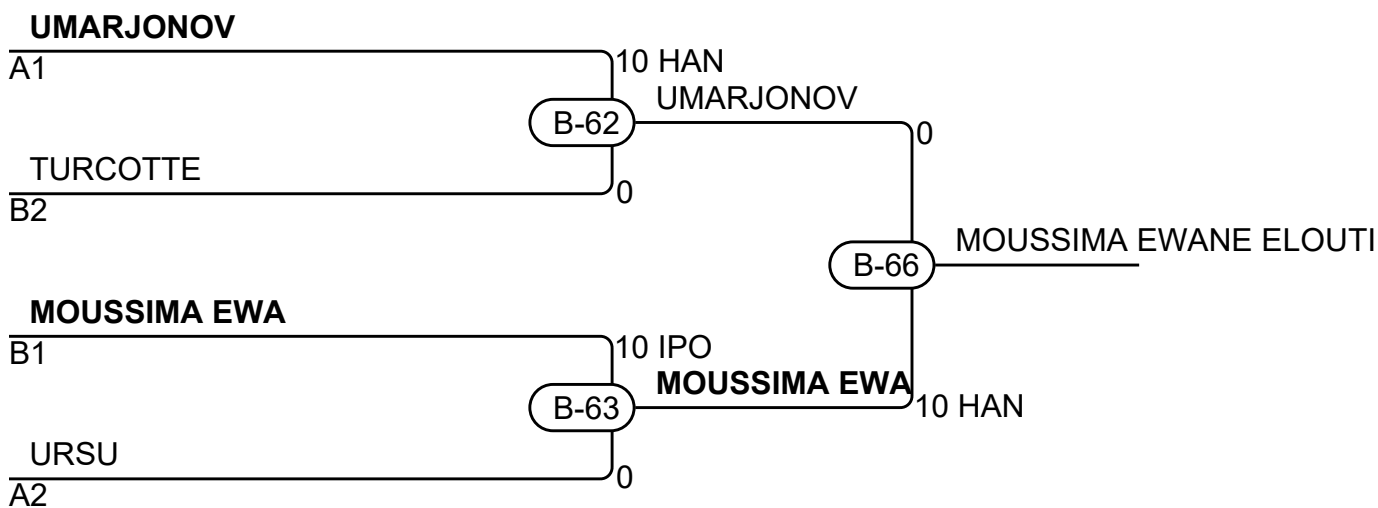 UMARJONOV
A1
10 HAN
UMARJONOV
B-62
0
TURCOTTE
0
B2
MOUSSIMA EWANE ELOUTI
B-66
MOUSSIMA EWA
B1
10 IPO
MOUSSIMA EWA
B-63
10 HAN
URSU
0
A2